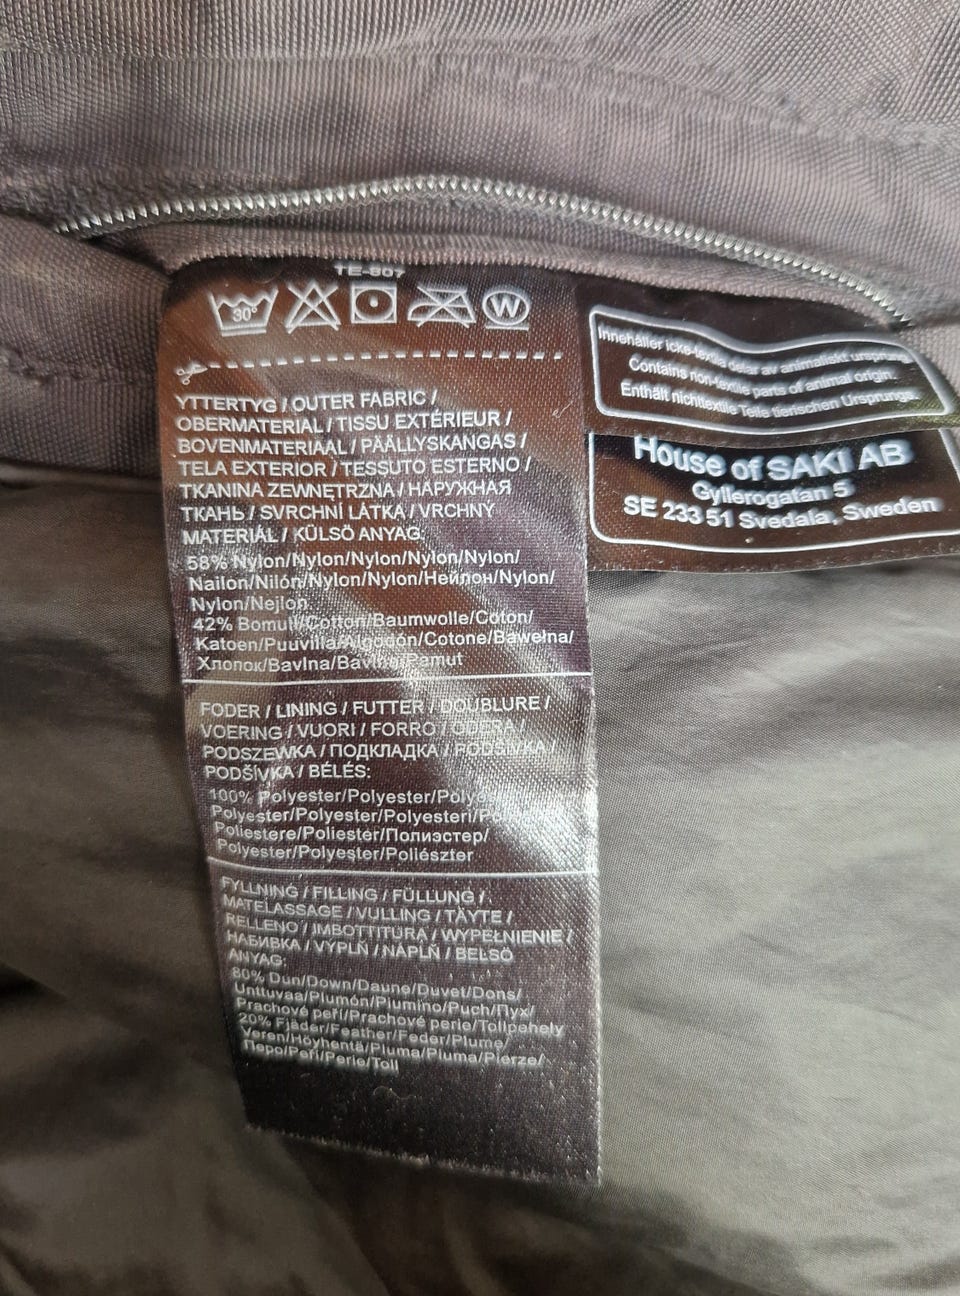 TE-807
30°
W
YTTERTYG / OUTER FABRIC /
OBERMATERIAL / TISSU EXTÉRIEUR /
BOVENMATERIAAL / PÄÄLLYSKANGAS /
TELA EXTERIOR / TESSUTO ESTERNO /
TKANINA ZEWNĘTRZNA / НАРУЖНАЯ
ТКАНЬ / SVRCHNÍ LÁTKA / VRCHNÝ
MATERIÁL / KÜLSÖ ANYAG:
58% Nylon/Nylon/Nylon/Nylon/Nylon/
Nailon/Nilón/Nylon/Nylon/Нейлон/Nylon/
Nylon/Nejlon
42% Bomull/Cotton/Baumwolle/Coton/
Katoen/Puuvilla/Algodón/Cotone/Bawełna/
Хлопок/Bavlna/Bavlna/Pamut
FODER / LINING / FUTTER / DOUBLURE /
VOERING / VUORI / FORRO / FODERA /
PODSZEWKA / ПОДКЛАДКА / PODŠÍVKA /
PODŠÍVKA / BÉLÉS:
100% Polyester/Polyester/
Polyester/Polyester/Polyesteri/
Poliestere/Poliester/Полиэстер/
Polyester/Polyester/Poliészter
FYLLNING / FILLING / FÜLLUNG /
MATELASSAGE / VULLING / TÄYTE /
RELLENO / IMBOTTITURA / WYPEŁNIENIE /
НАБИВКА / VÝPLŇ / NÁPLŇ / BELSÖ
ANYAG:
80% Dun/Down/Daune/Duvet/Dons/
Untuvaa/Plumón/Piumino/Puch/Пух/
Prachové peří/Prachové perie/Tollpehely
20% Fjäder/Feather/Feder/Plume/
Veren/Höyhentä/Pluma/Piuma/Pierze/
Перо/Peří/Perie/Toll
Innehåller icke-textila delar av animaliskt ursprung.
Contains non-textile parts of animal origin.
Enthält nichttextile Teile tierischen Ursprungs.
House of SAKI AB
Gyllerogatan 5
SE 233 51 Svedala, Sweden